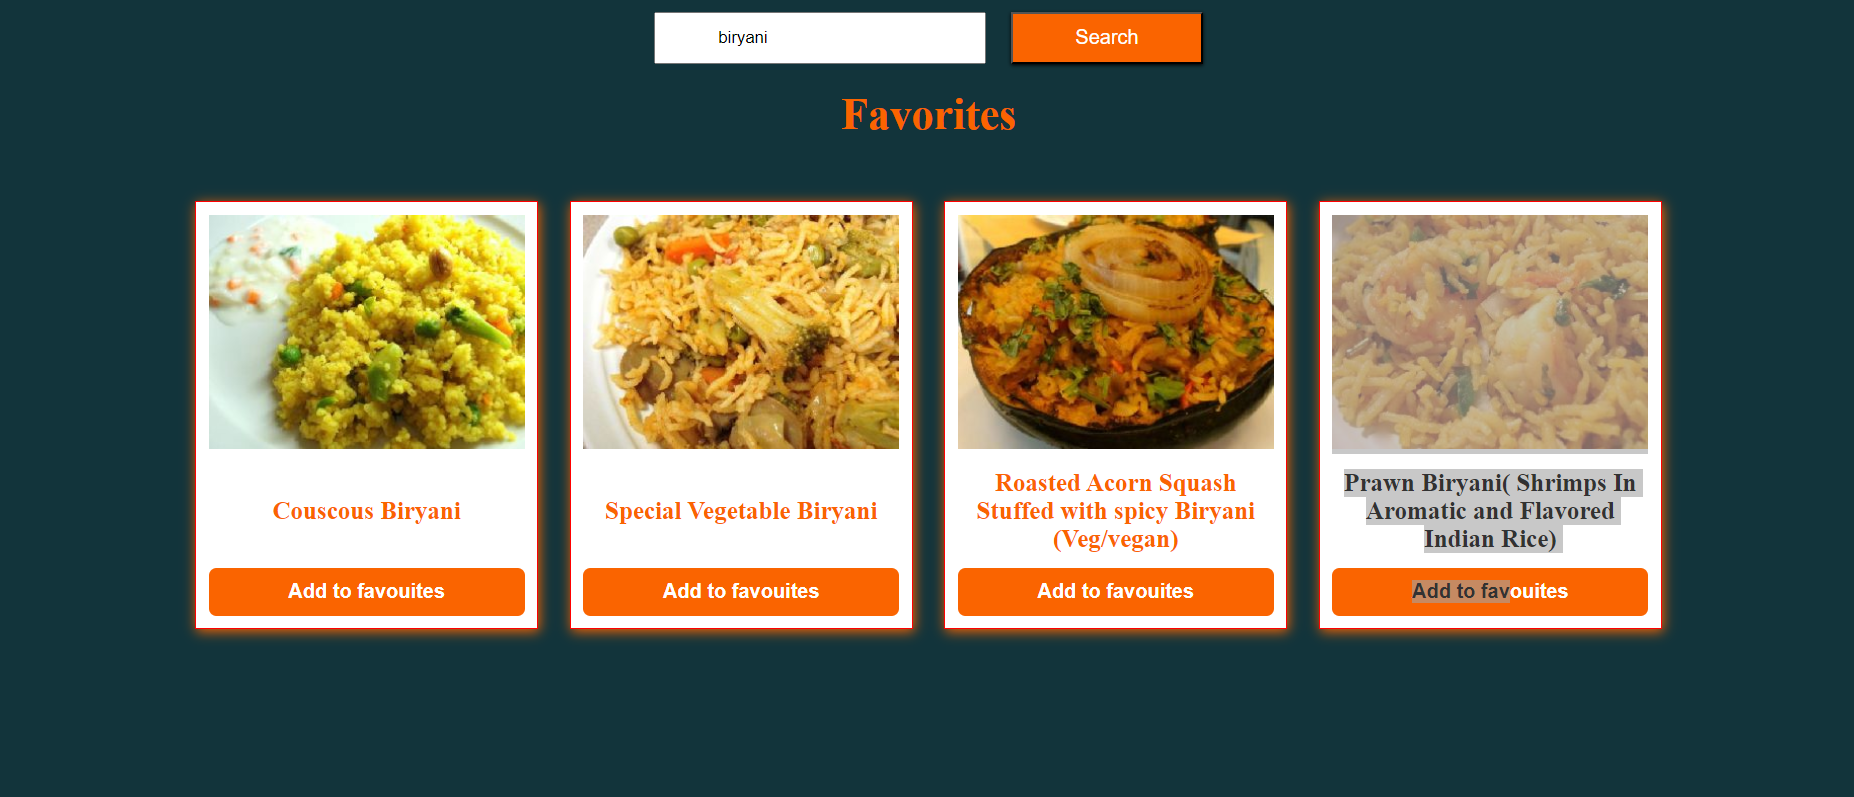 biryani
Search
Favorites
Couscous Biryani
Special Vegetable Biryani
Roasted Acorn Squash
Stuffed with spicy Biryani
(Veg/vegan)
Prawn Biryani( Shrimps In
Aromatic and Flavored
Indian Rice)
Add to favouites
Add to favouites
Add to favouites
Add to favouites